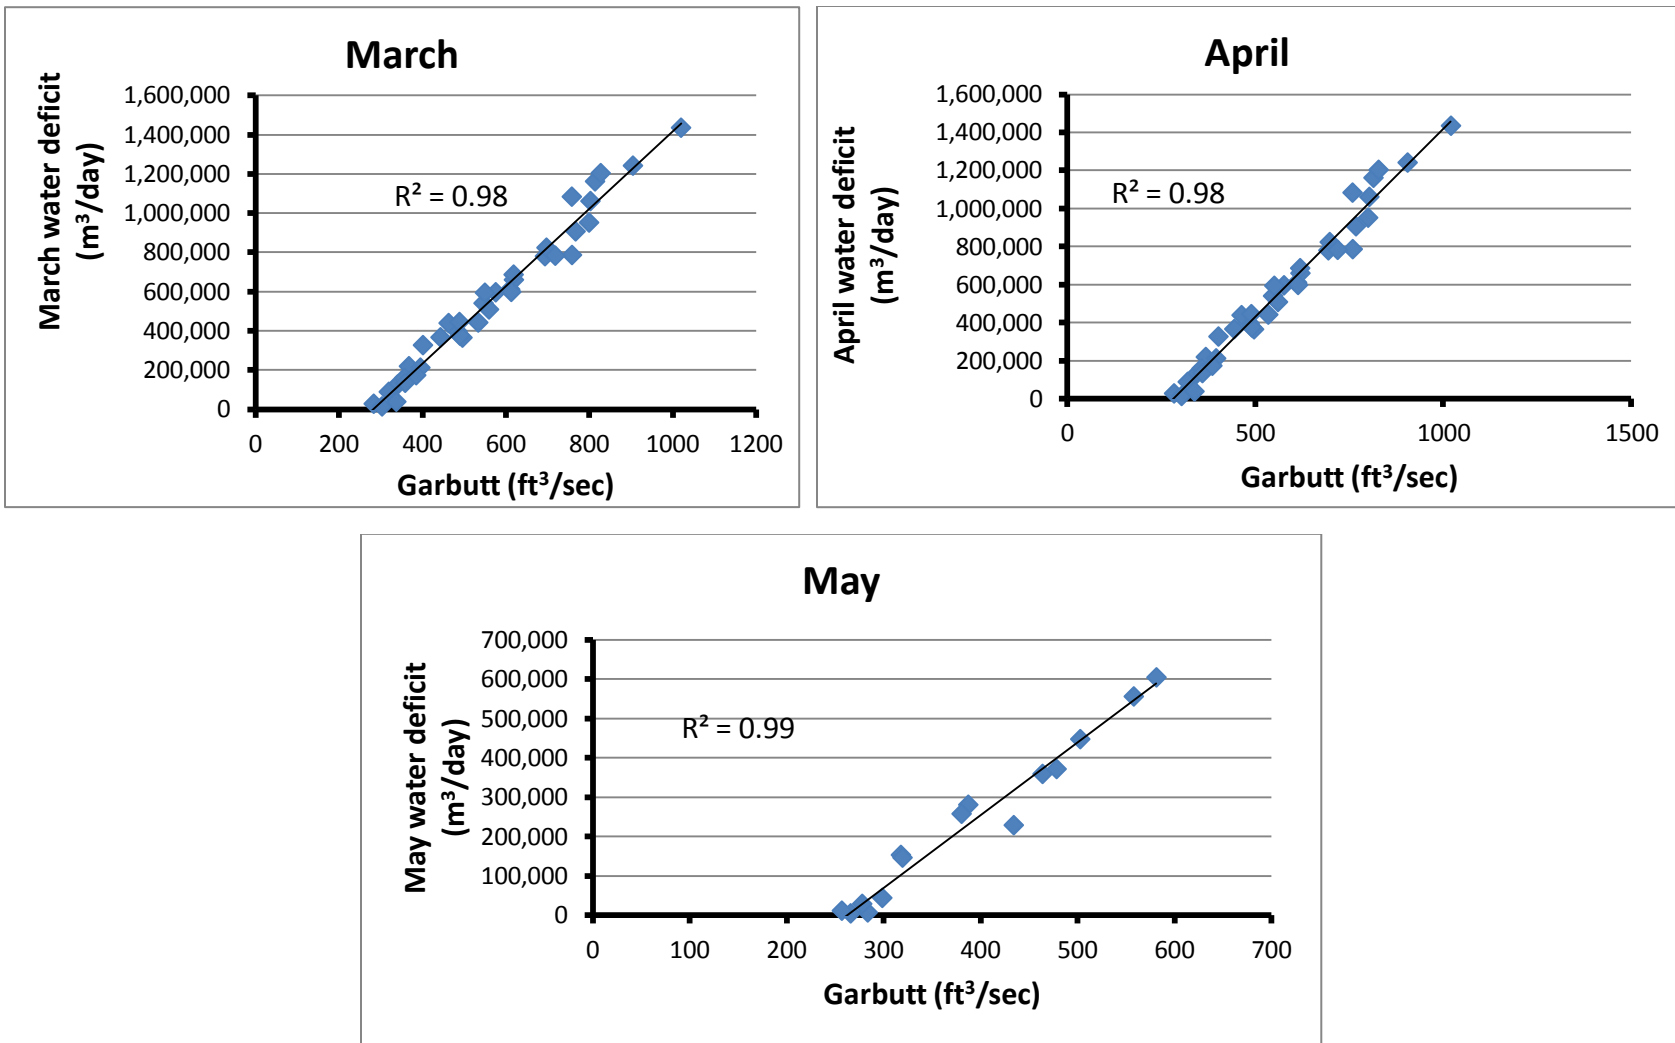 March
March water deficit
(m³/day)
1,600,000
1,400,000
1,200,000
1,000,000
800,000
600,000
400,000
200,000
0
R² = 0.98
0 200 400 600 800 1000 1200
Garbutt (ft³/sec)
April
April water deficit
(m³/day)
1,600,000
1,400,000
1,200,000
1,000,000
800,000
600,000
400,000
200,000
0
R² = 0.98
0 500 1000 1500
Garbutt (ft³/sec)
May
May water deficit
(m³/day)
700,000
600,000
500,000
400,000
300,000
200,000
100,000
0
R² = 0.99
0 100 200 300 400 500 600 700
Garbutt (ft³/sec)